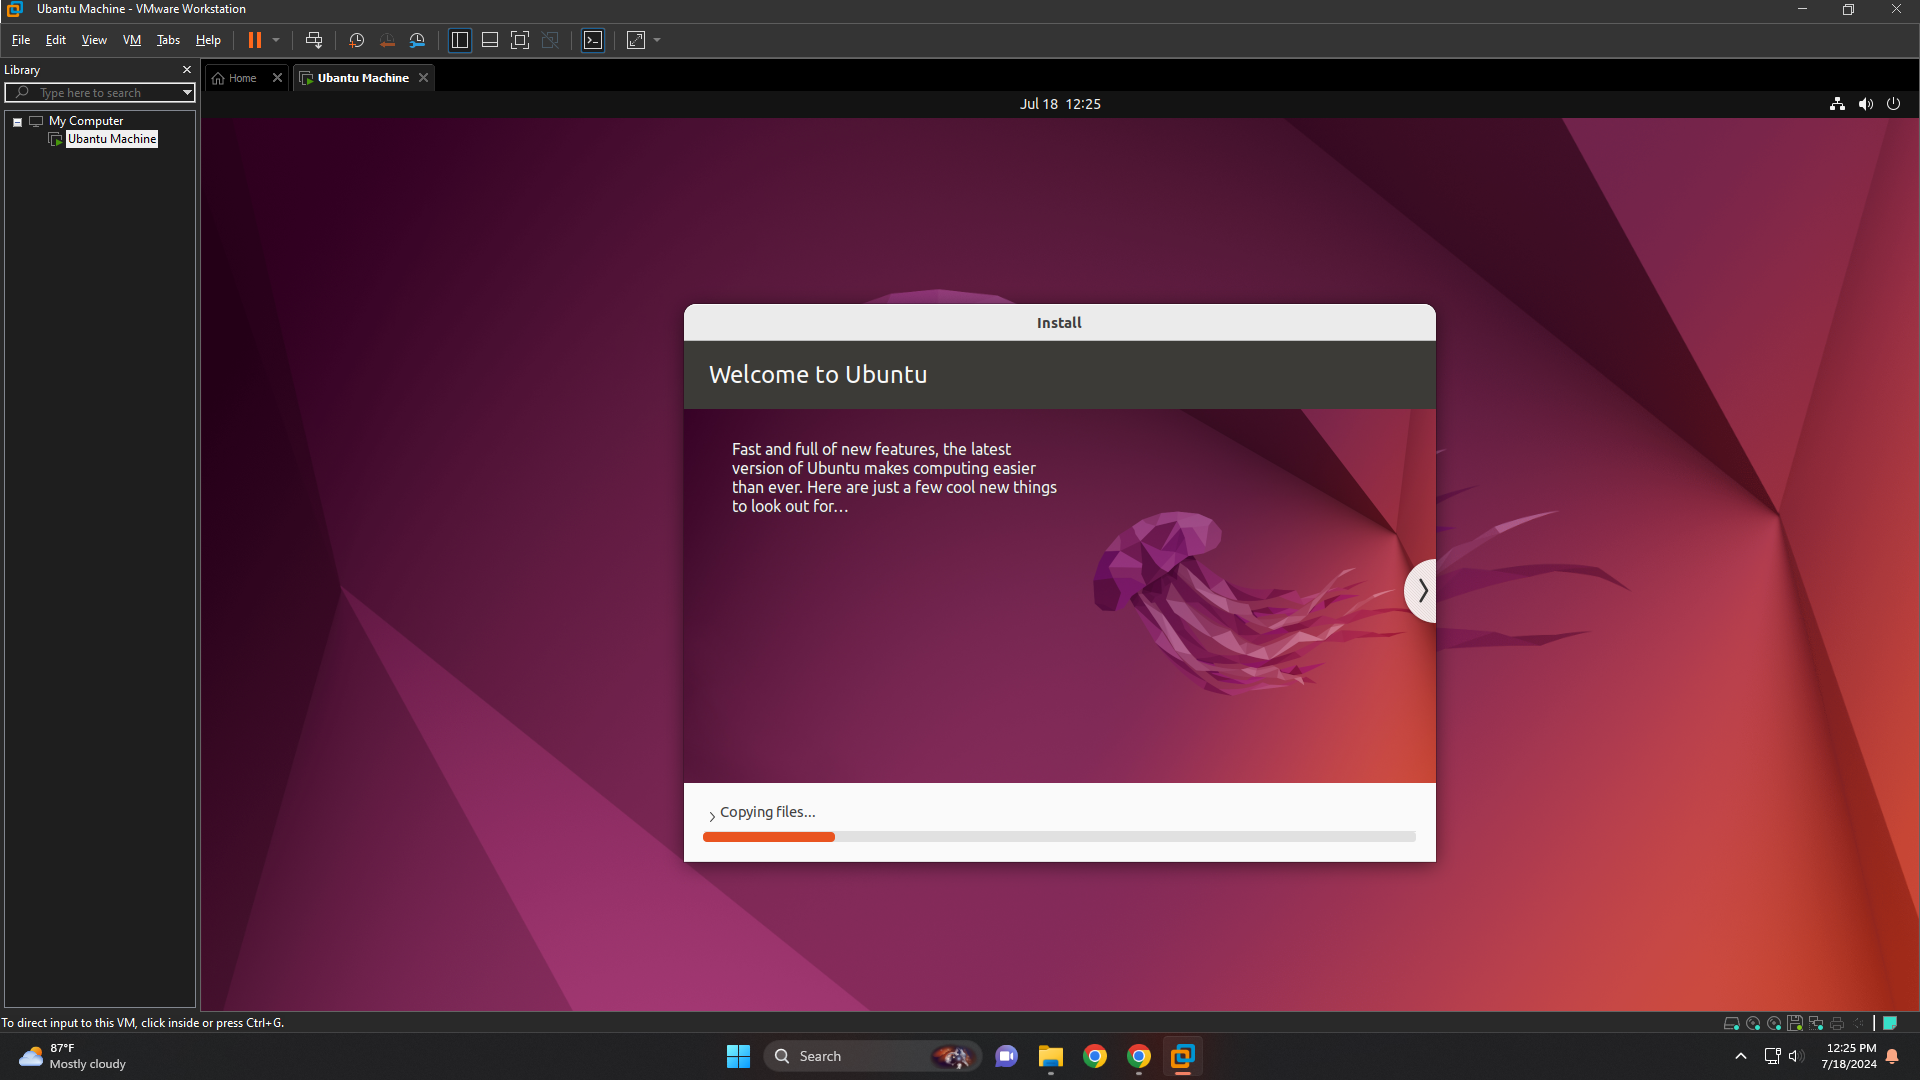 Ubantu Machine - VMware Workstation
File Edit View VM Tabs Help
Library
Type here to search
My Computer
Ubantu Machine
Home
Ubantu Machine
Jul 18 12:25
Install
Welcome to Ubuntu
Fast and full of new features, the latest
version of Ubuntu makes computing easier
than ever. Here are just a few cool new things
to look out for...
Copying files...
To direct input to this VM, click inside or press Ctrl+G.
87°F
Mostly cloudy
Search
12:25 PM
7/18/2024